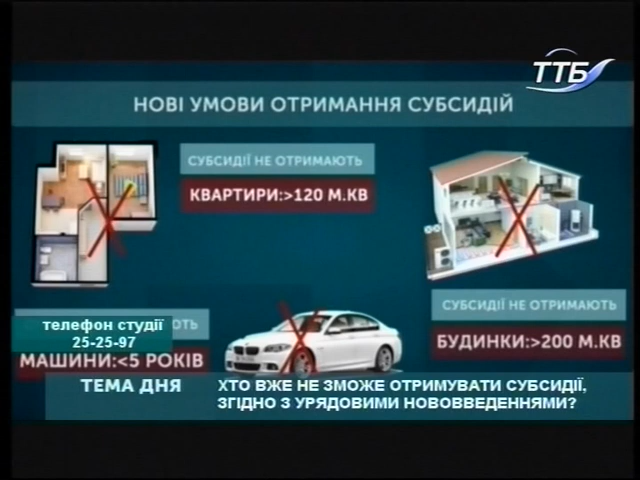 ТТБ
НОВІ УМОВИ ОТРИМАННЯ СУБСИДІЙ
СУБСИДІЇ НЕ ОТРИМАЮТЬ
КВАРТИРИ:>120 М.КВ
СУБСИДІЇ НЕ ОТРИМАЮТЬ
БУДИНКИ:>200 М.КВ
телефон студії
25-25-97
МАШИНИ:<5 РОКІВ
ТЕМА ДНЯ
ХТО ВЖЕ НЕ ЗМОЖЕ ОТРИМУВАТИ СУБСИДІЇ,
ЗГІДНО З УРЯДОВИМИ НОВОВВЕДЕННЯМИ?